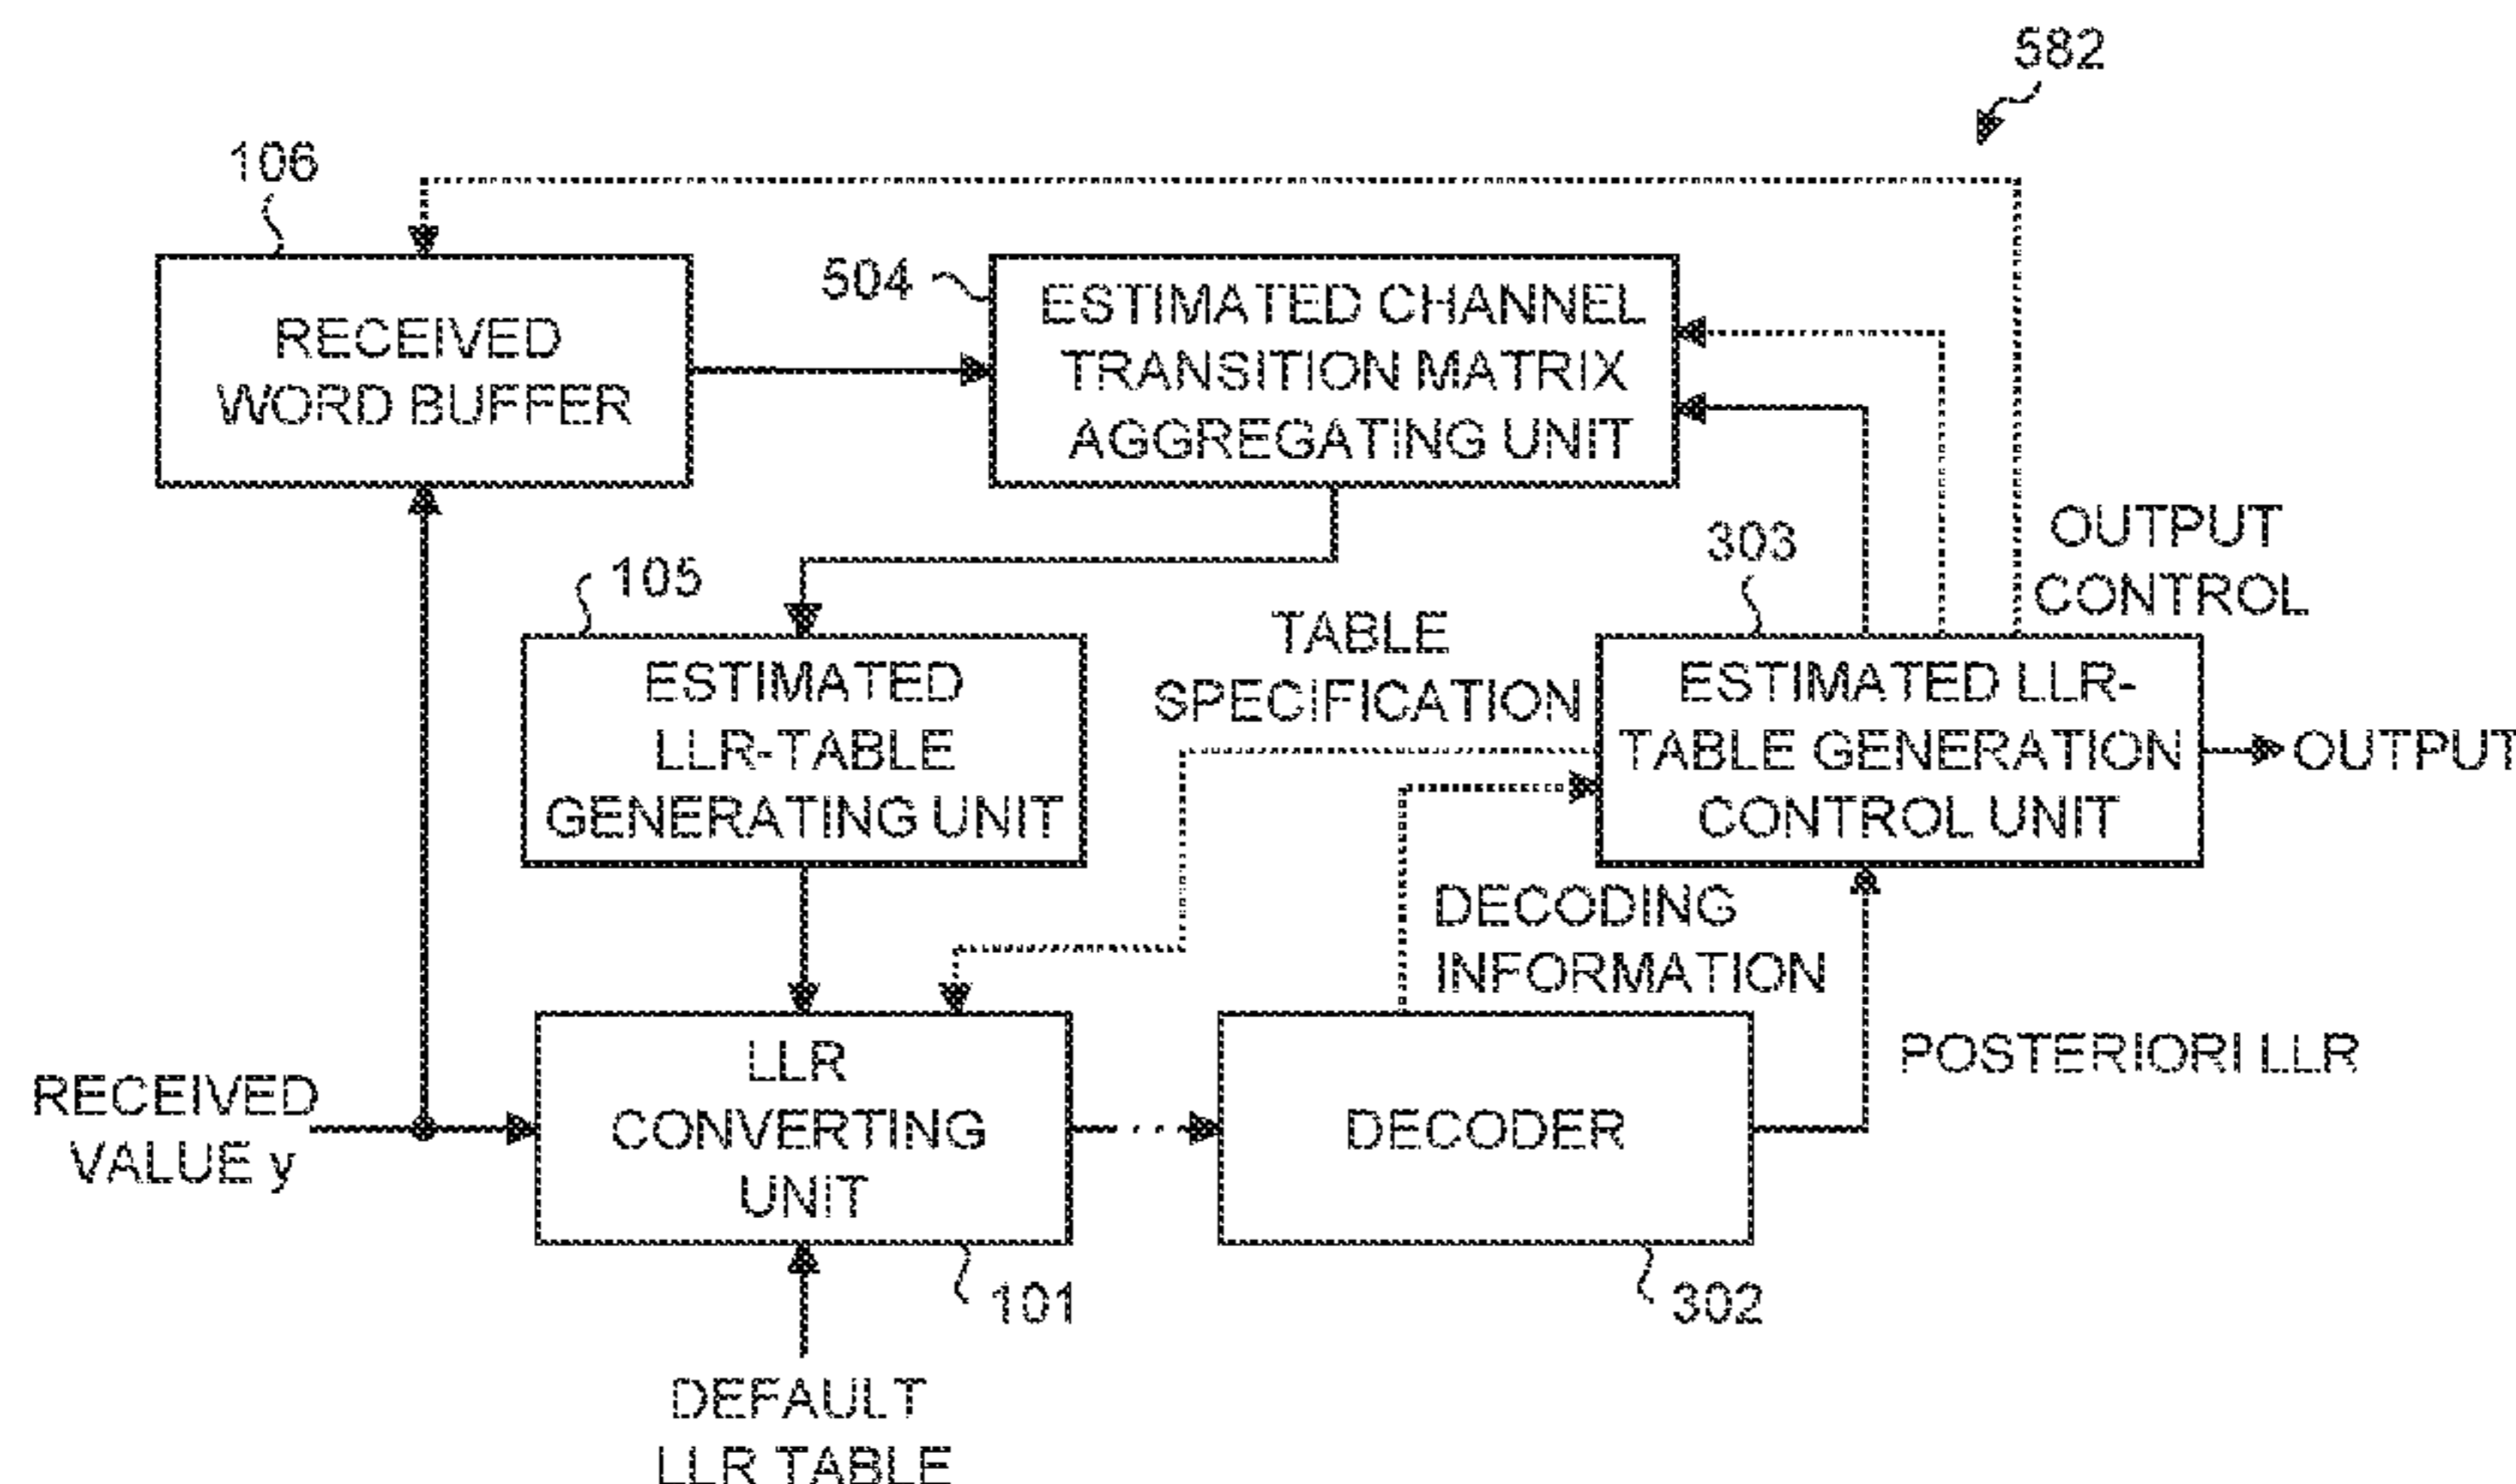 582
106
504
RECEIVED
WORD BUFFER
ESTIMATED CHANNEL
TRANSITION MATRIX
AGGREGATING UNIT
OUTPUT
CONTROL
303
105
TABLE
SPECIFICATION
ESTIMATED
LLR-TABLE
GENERATING UNIT
ESTIMATED LLR-
TABLE GENERATION
CONTROL UNIT
OUTPUT
DECODING
INFORMATION
POSTERIORI LLR
RECEIVED
VALUE y
LLR
CONVERTING
UNIT
DECODER
101
302
DEFAULT
LLR TABLE